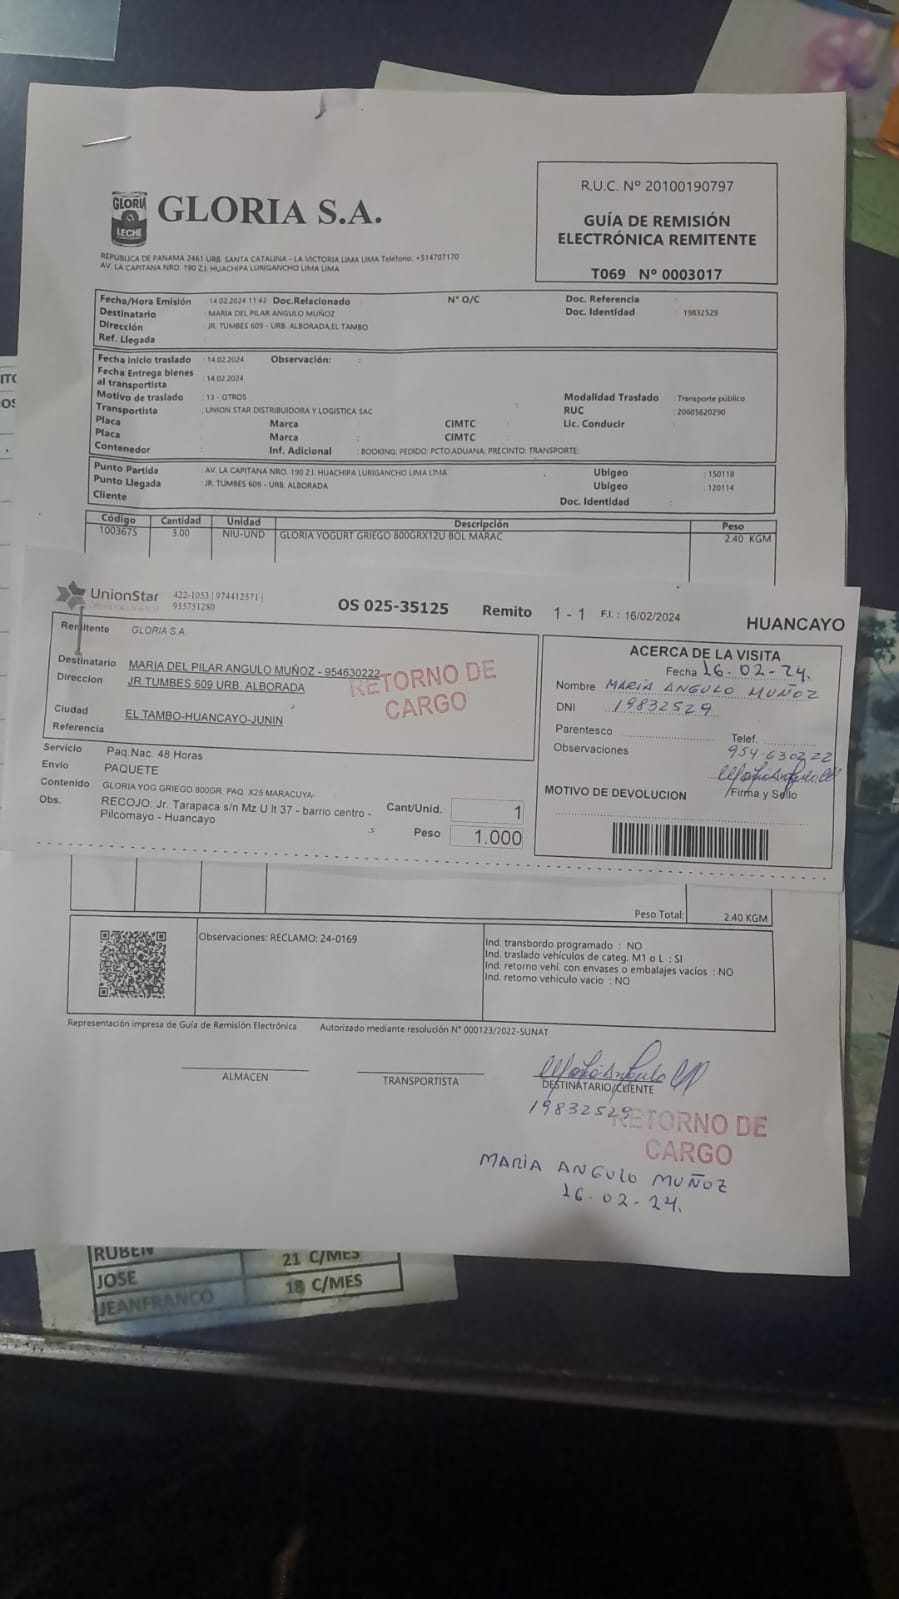 GLORIA
LECHE
GLORIA S.A.
REPUBLICA DE PANAMA 2461 URB. SANTA CATALINA - LA VICTORIA LIMA LIMA Teléfono: +514707170
AV. LA CAPITANA NRO. 190 Z.I. HUACHIPA LURIGANCHO LIMA LIMA
R.U.C. Nº 20100190797
GUÍA DE REMISIÓN
ELECTRÓNICA REMITENTE
T069 Nº 0003017
Fecha/Hora Emisión : 14.02.2024 11:42 Doc.Relacionado : N° O/C Doc. Referencia :
Destinatario : MARIA DEL PILAR ANGULO MUÑOZ Doc. Identidad : 19832529
Dirección : JR. TUMBES 609 - URB. ALBORADA,EL TAMBO
Ref. Llegada :
Fecha Inicio traslado : 14.02.2024 Observación: :
Fecha Entrega bienes
al transportista : 14.02.2024
Motivo de traslado : 13 - OTROS Modalidad Traslado : Transporte público
Transportista : UNION STAR DISTRIBUIDORA Y LOGISTICA SAC RUC : 20605620290
Placa : Marca : CIMTC : Lic. Conducir :
Placa : Marca : CIMTC :
Contenedor : Inf. Adicional : BOOKING: PEDIDO: PCTO.ADUANA: PRECINTO: TRANSPORTE:
Punto Partida : AV. LA CAPITANA NRO. 190 Z.I. HUACHIPA LURIGANCHO LIMA LIMA Ubigeo : 150118
Punto Llegada : JR. TUMBES 609 - URB. ALBORADA Ubigeo : 120114
Cliente Doc. Identidad :
Código Cantidad Unidad Descripción Peso
1003675 3.00 NIU-UND GLORIA YOGURT GRIEGO 800GRX12U BOL MARAC 2.40 KGM
UnionStar
422-1053 | 974412571 |
955751280
OS 025-35125 Remito 1 - 1 F.I. : 16/02/2024 HUANCAYO
Remitente GLORIA S.A.
Destinatario MARIA DEL PILAR ANGULO MUÑOZ - 954630222
Direccion JR TUMBES 609 URB. ALBORADA
RETORNO DE
CARGO
Ciudad EL TAMBO-HUANCAYO-JUNIN
Referencia
Servicio Paq.Nac. 48 Horas
Envio PAQUETE
Contenido GLORIA YOG GRIEGO 800GR. PAQ. X25 MARACUYA.
Obs. RECOJO: Jr. Tarapaca s/n Mz U lt 37 - barrio centro -
Pilcomayo - Huancayo
Cant/Unid. 1
Peso 1.000
ACERCA DE LA VISITA
Fecha 16-02-24.
Nombre MARÍA ANGULO MUÑOZ
DNI 19832529
Parentesco Telef.
Observaciones 954-630222
MOTIVO DE DEVOLUCION Firma y Sello
Peso Total: 2.40 KGM
Observaciones: RECLAMO: 24-0169
Ind. transbordo programado : NO
Ind. traslado vehículos de categ. M1 o L : SI
Ind. retorno vehí. con envases o embalajes vacíos : NO
Ind. retorno vehículo vacío : NO
Representación impresa de Guía de Remisión Electrónica Autorizado mediante resolución N° 000123/2022-SUNAT
ALMACEN TRANSPORTISTA DESTINATARIO/CLIENTE
19832529
RETORNO DE
CARGO
MARIA ANGULO MUÑOZ
16-02-24.
RUBEN 21 C/MES
JOSE 18 C/MES
JEANFRANCO